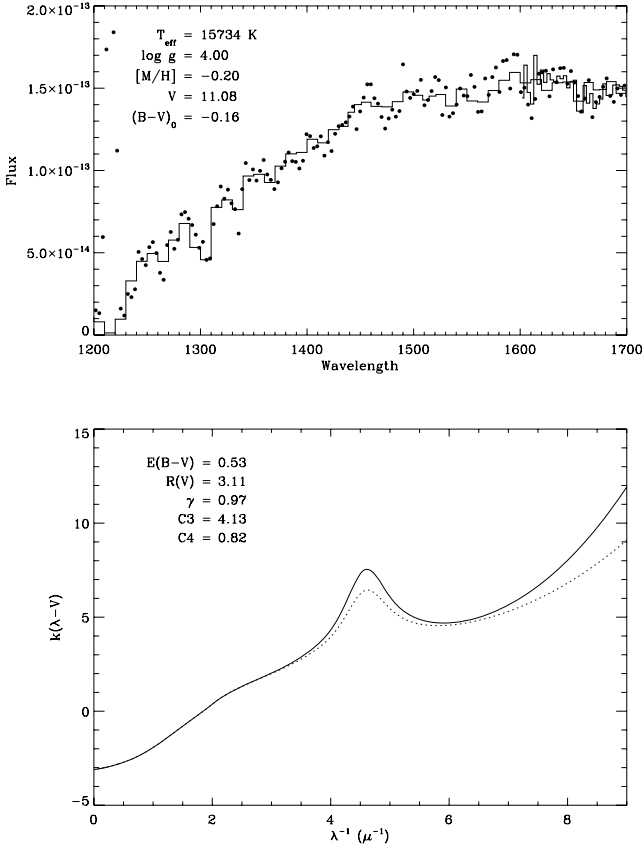 2.0×10⁻¹³
T_eff = 15734 K
log g = 4.00
[M/H] = −0.20
V = 11.08
(B−V)₀ = −0.16
1.5×10⁻¹³
1.0×10⁻¹³
5.0×10⁻¹⁴
0
Flux
1200 1300 1400 1500 1600 1700
Wavelength
15
E(B−V) = 0.53
R(V) = 3.11
γ = 0.97
C3 = 4.13
C4 = 0.82
10
5
0
−5
k(λ−V)
0 2 4 6 8
λ⁻¹ (μ⁻¹)